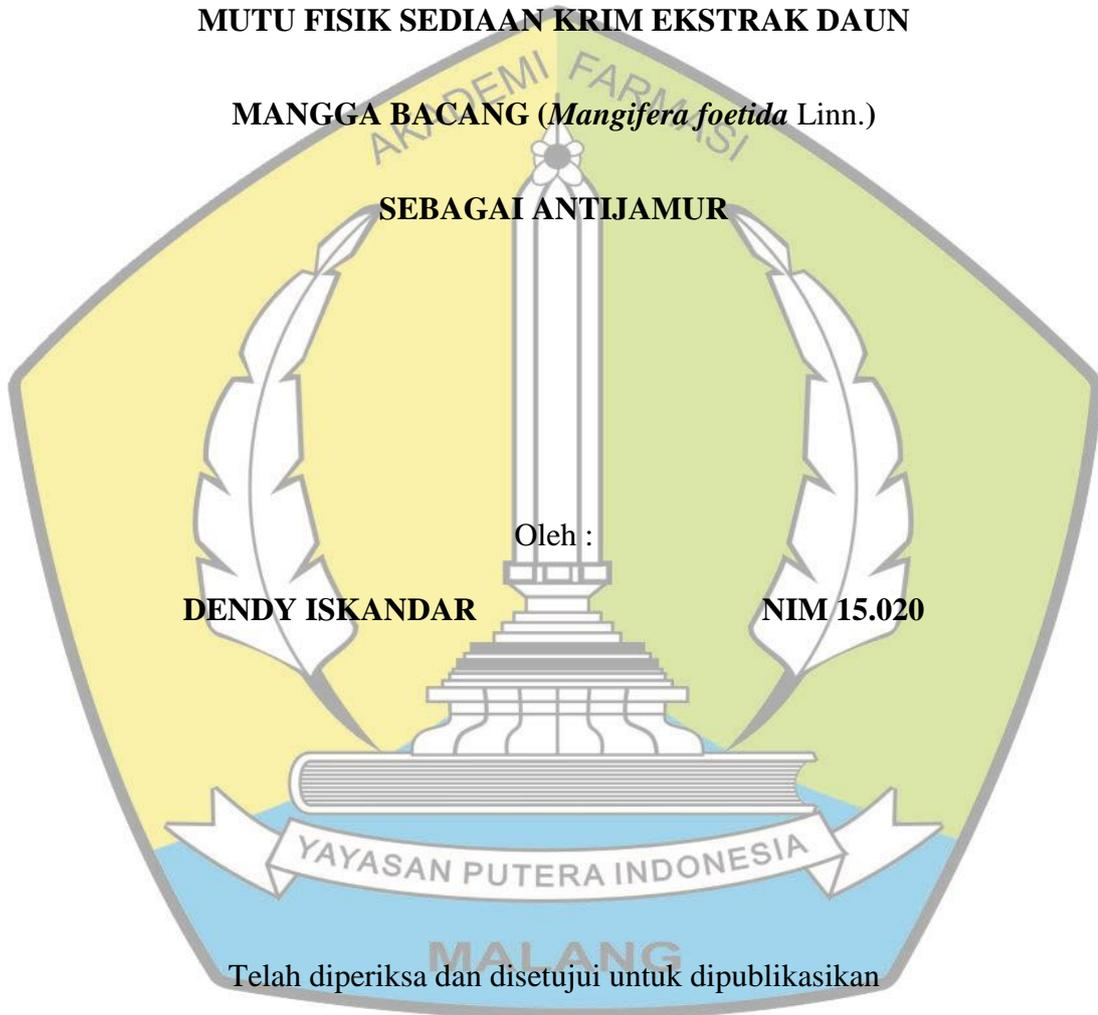 MUTU FISIK SEDIAAN KRIM EKSTRAK DAUN
AKADEMI FARMASI
MANGGA BACANG (Mangifera foetida Linn.)
SEBAGAI ANTIJAMUR
Oleh :
DENDY ISKANDAR NIM 15.020
YAYASAN PUTERA INDONESIA
MALANG
Telah diperiksa dan disetujui untuk dipublikasikan